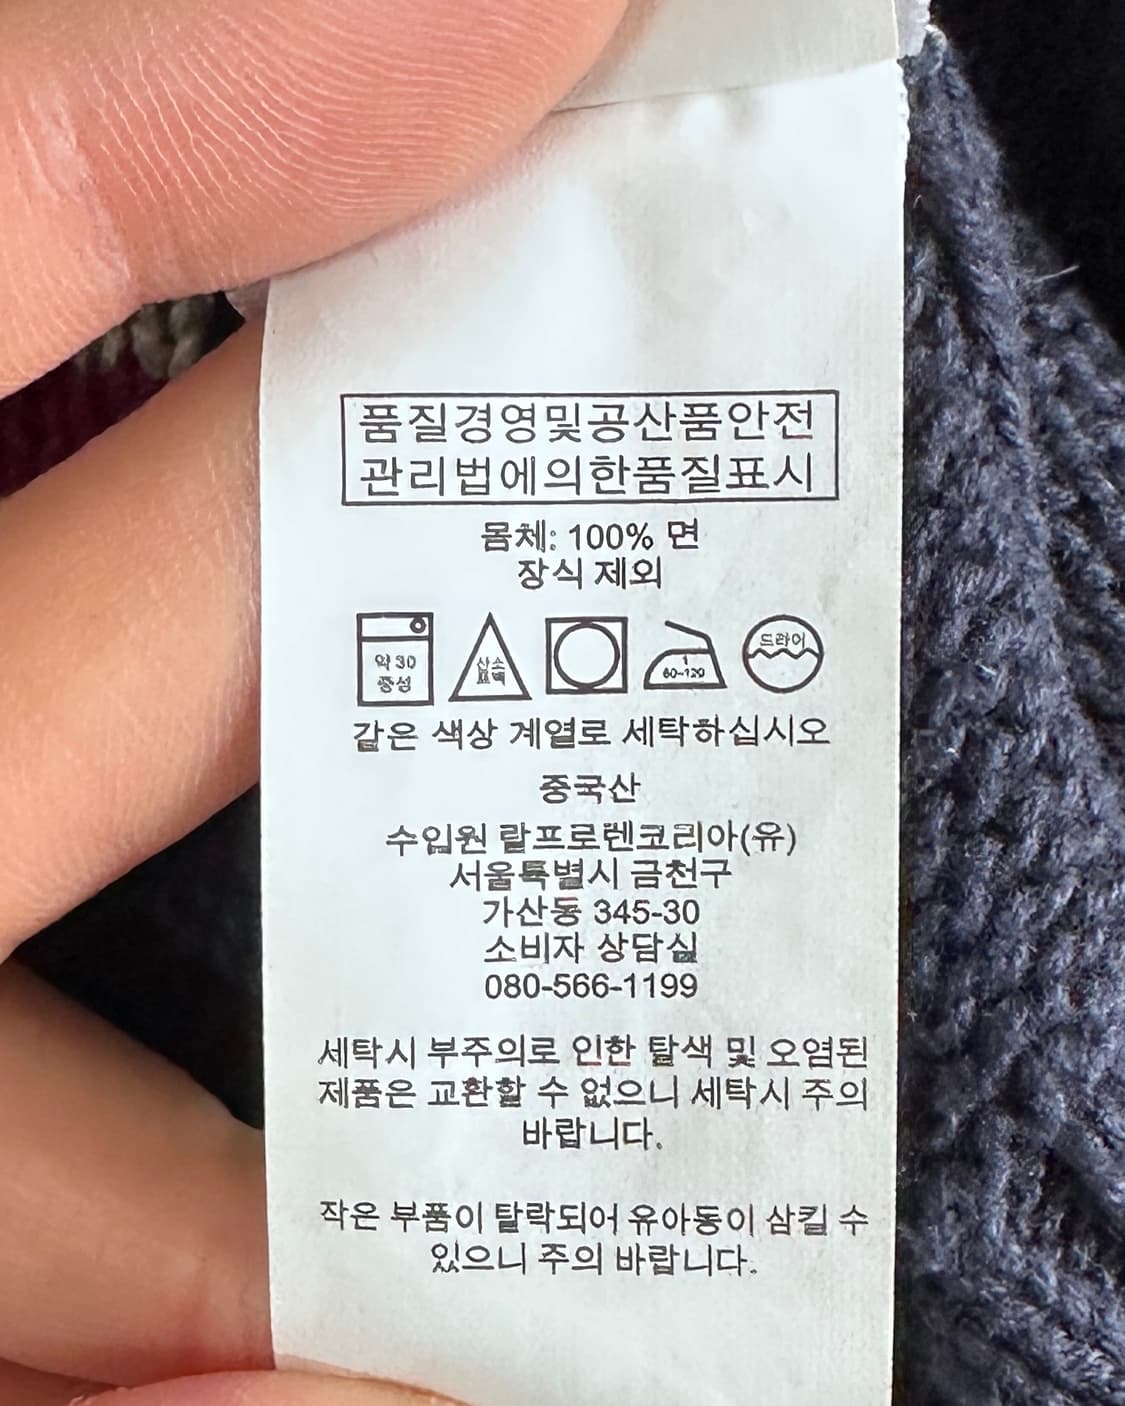 품질경영및공산품안전
관리법에의한품질표시
몸체: 100% 면
장식 제외
약 30
중성
산소
표백
1
60~120
드라이
같은 색상 계열로 세탁하십시오
중국산
수입원 랄프로렌코리아(유)
서울특별시 금천구
가산동 345-30
소비자 상담실
080-566-1199
세탁시 부주의로 인한 탈색 및 오염된
제품은 교환할 수 없으니 세탁시 주의
바랍니다.
작은 부품이 탈락되어 유아동이 삼킬 수
있으니 주의 바랍니다.